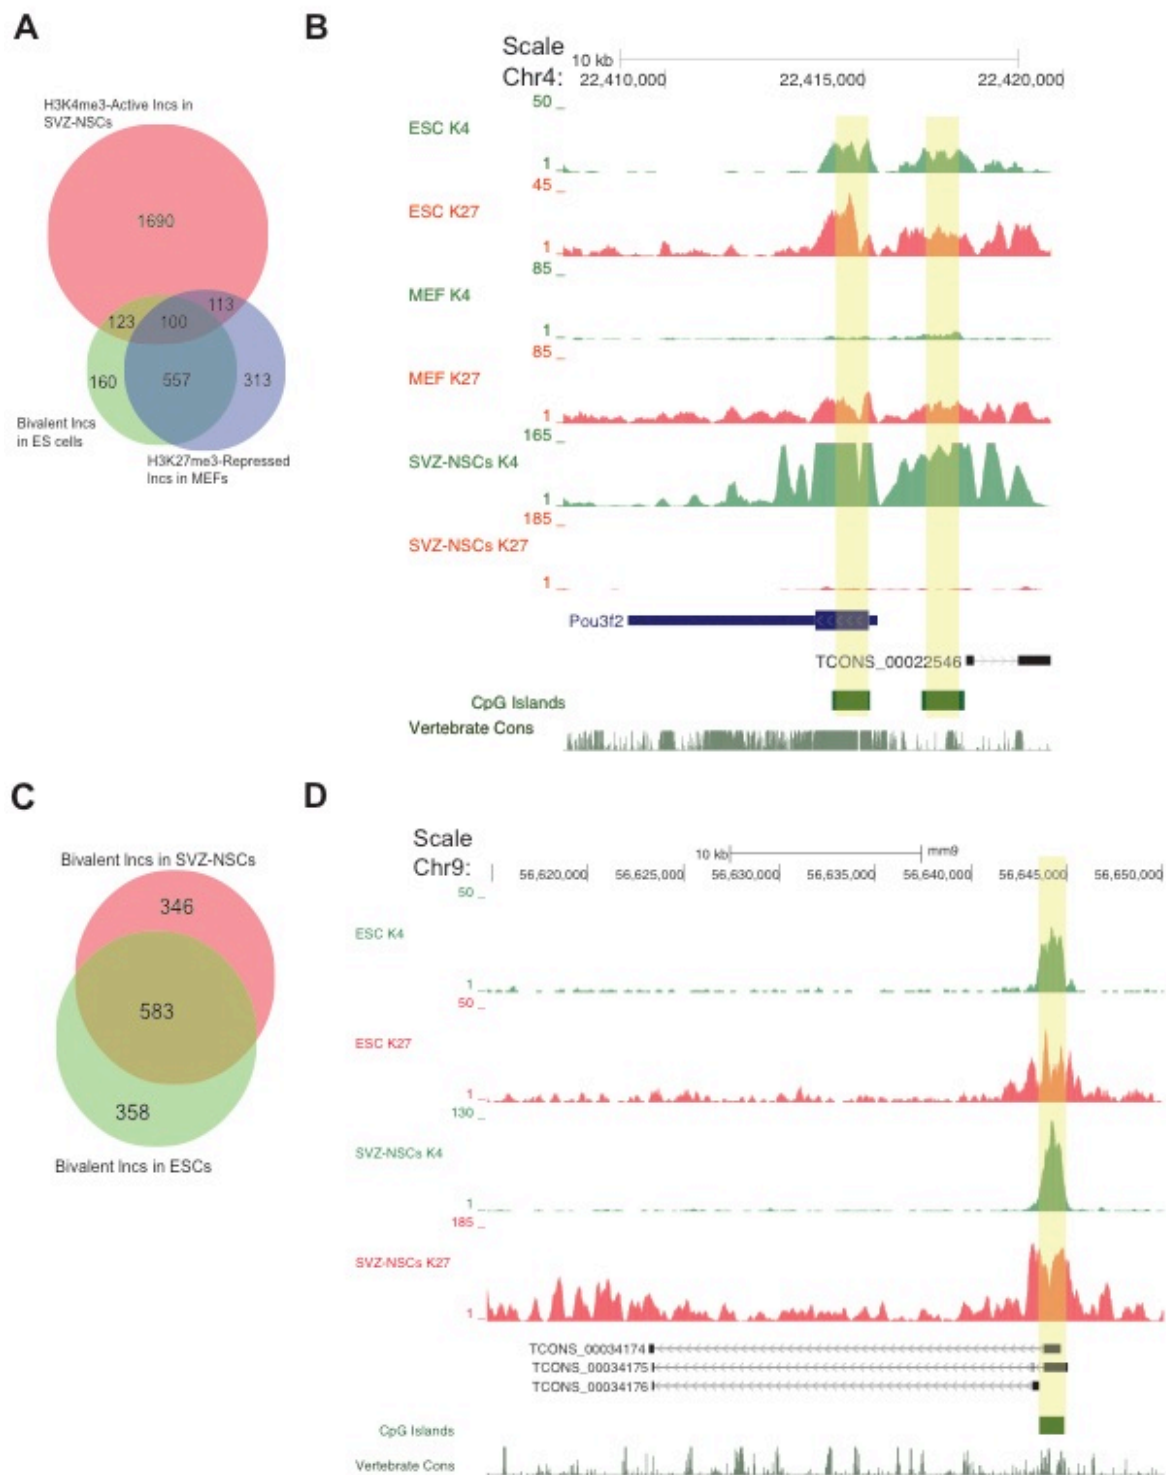 A
H3K4me3-Active lncs in
SVZ-NSCs
1690
123
100
113
160
557
313
Bivalent lncs
in ES cells
H3K27me3-Repressed
lncs in MEFs
B
Scale
10 kb
Chr4:
22,410,000
22,415,000
22,420,000
50
ESC K4
1
45
ESC K27
1
85
MEF K4
1
85
MEF K27
1
165
SVZ-NSCs K4
1
185
SVZ-NSCs K27
1
Pou3f2
TCONS_00022546
CpG Islands
Vertebrate Cons
C
Bivalent lncs in SVZ-NSCs
346
583
358
Bivalent lncs in ESCs
D
Scale
10 kb
mm9
Chr9:
56,620,000
56,625,000
56,630,000
56,635,000
56,640,000
56,645,000
56,650,000
50
ESC K4
1
50
ESC K27
1
130
SVZ-NSCs K4
1
185
SVZ-NSCs K27
1
TCONS_00034174
TCONS_00034175
TCONS_00034176
CpG Islands
Vertebrate Cons